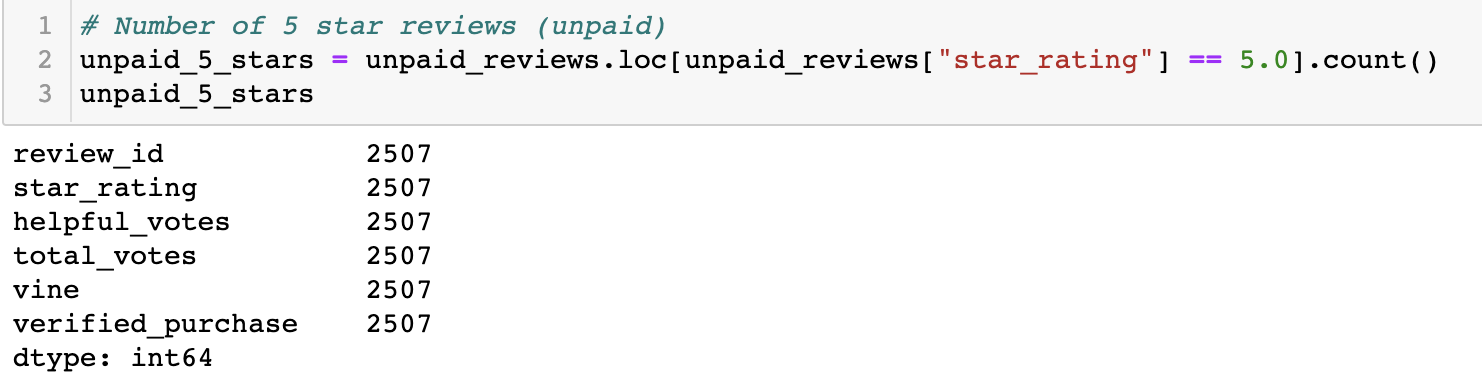 1 # Number of 5 star reviews (unpaid)
2 unpaid_5_stars = unpaid_reviews.loc[unpaid_reviews["star_rating"] == 5.0].count()
3 unpaid_5_stars
review_id 2507
star_rating 2507
helpful_votes 2507
total_votes 2507
vine 2507
verified_purchase 2507
dtype: int64